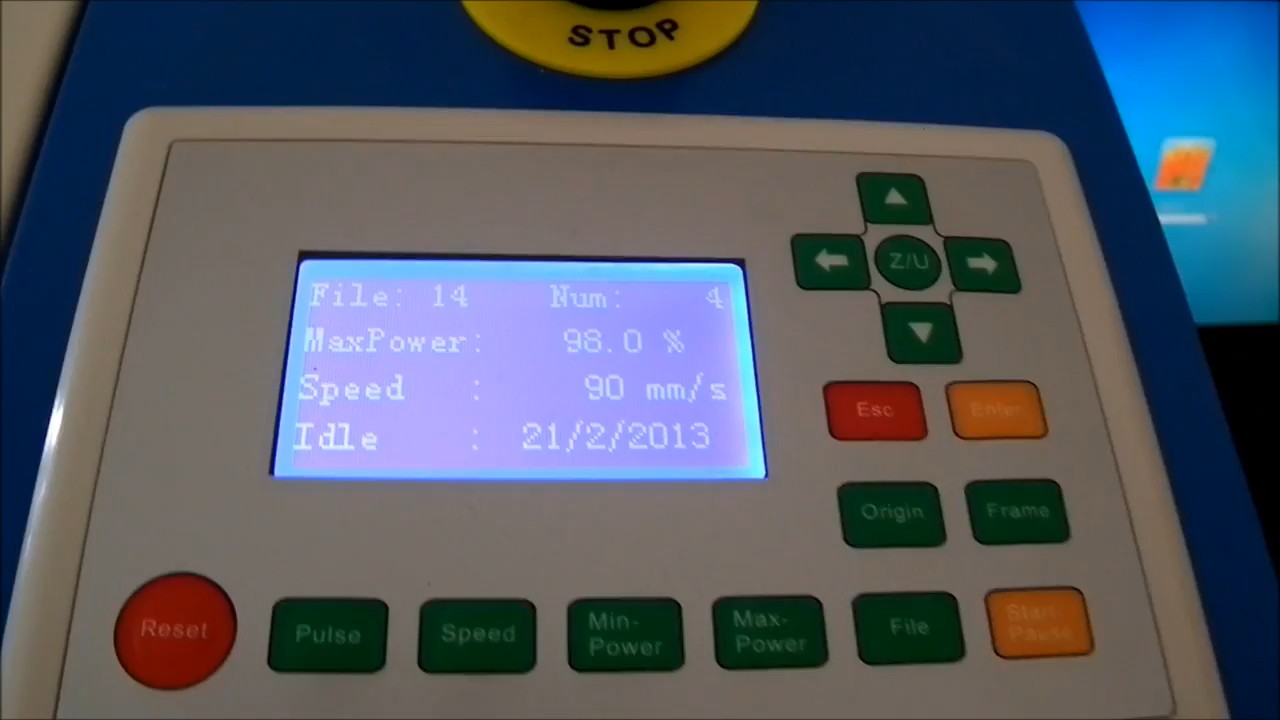 STOP
File: 14 Num: 4
MaxPower: 98.0 %
Speed : 90 mm/s
Idle : 21/2/2013
Z/U
Esc
Enter
Origin
Frame
Reset
Pulse
Speed
Min-
Power
Max-
Power
File
Start-
Pause